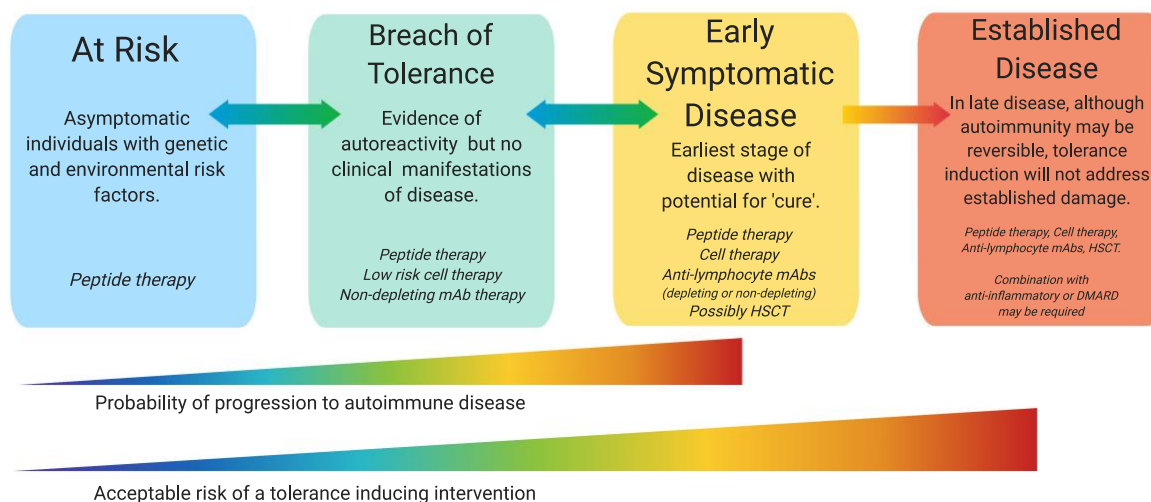 At Risk
Asymptomatic
individuals with genetic
and environmental risk
factors.
Peptide therapy
Breach of
Tolerance
Evidence of
autoreactivity but no
clinical manifestations
of disease.
Peptide therapy
Low risk cell therapy
Non-depleting mAb therapy
Early
Symptomatic
Disease
Earliest stage of
disease with
potential for 'cure'.
Peptide therapy
Cell therapy
Anti-lymphocyte mAbs
(depleting or non-depleting)
Possibly HSCT
Established
Disease
In late disease, although
autoimmunity may be
reversible, tolerance
induction will not address
established damage.
Peptide therapy, Cell therapy,
Anti-lymphocyte mAbs, HSCT.
Combination with
anti-inflammatory or DMARD
may be required
Probability of progression to autoimmune disease
Acceptable risk of a tolerance inducing intervention